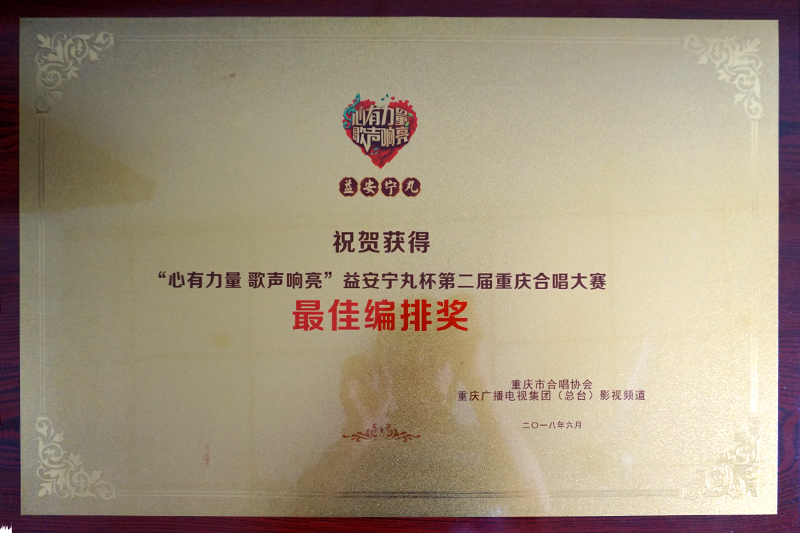 心有力量
歌声响亮
益安宁丸
祝贺获得
“心有力量 歌声响亮”益安宁丸杯第二届重庆合唱大赛
最佳编排奖
重庆市合唱协会
重庆广播电视集团（总台）影视频道
二〇一八年六月